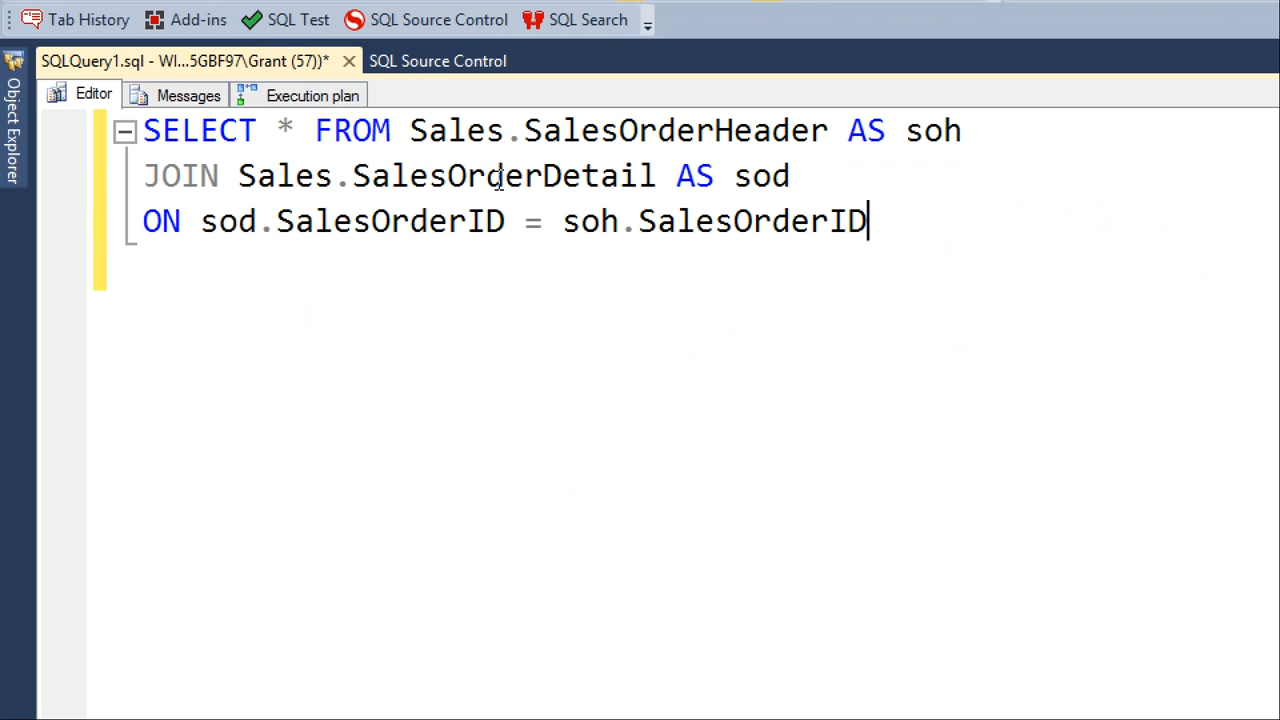 Tab History Add-ins SQL Test SQL Source Control SQL Search
SQLQuery1.sql - WI...5GBF97\Grant (57))* SQL Source Control
Object Explorer
Editor Messages Execution plan
SELECT * FROM Sales.SalesOrderHeader AS soh
JOIN Sales.SalesOrderDetail AS sod
ON sod.SalesOrderID = soh.SalesOrderID